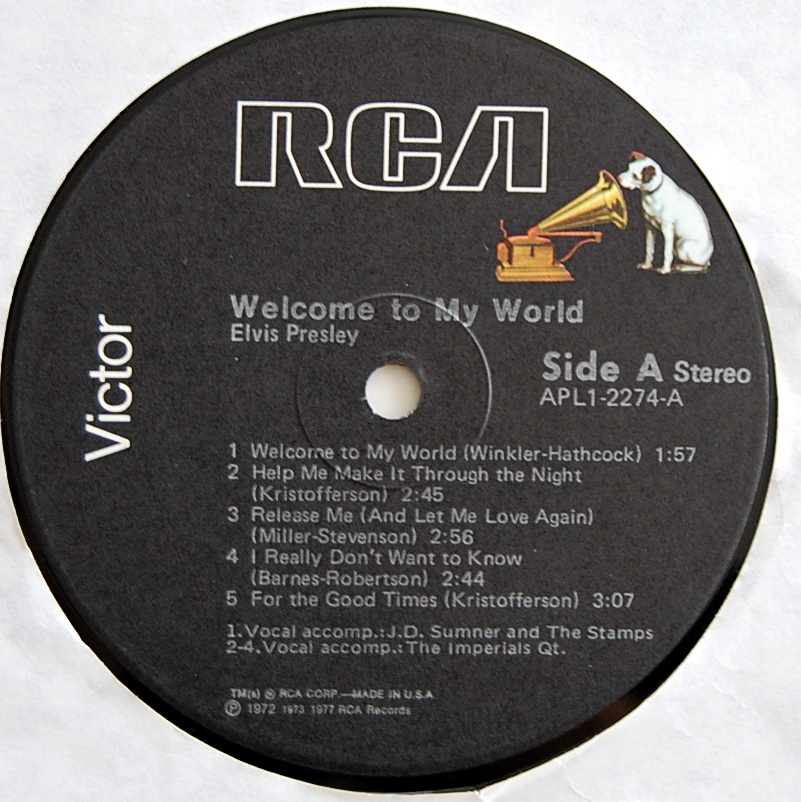 RCA
Victor
Welcome to My World
Elvis Presley
Side A Stereo
APL1-2274-A
1 Welcome to My World (Winkler-Hathcock) 1:57
2 Help Me Make It Through the Night
(Kristofferson) 2:45
3 Release Me (And Let Me Love Again)
(Miller-Stevenson) 2:56
4 I Really Don't Want to Know
(Barnes-Robertson) 2:44
5 For the Good Times (Kristofferson) 3:07
1.Vocal accomp.:J.D. Sumner and The Stamps
2-4.Vocal accomp.: The Imperials Qt.
TM(s) ® RCA CORP.—MADE IN U.S.A.
℗ 1972 1973 1977 RCA Records